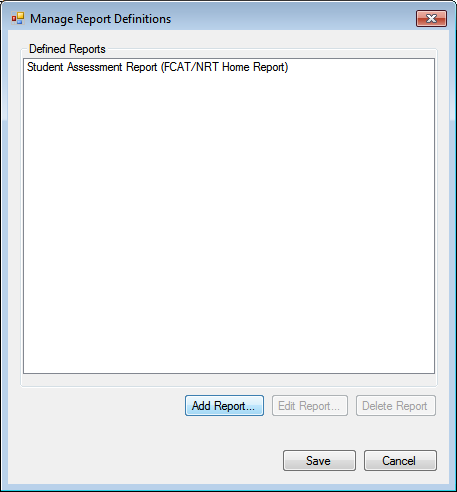 Manage Report Definitions
Defined Reports
Student Assessment Report (FCAT/NRT Home Report)
Add Report... Edit Report... Delete Report
Save Cancel